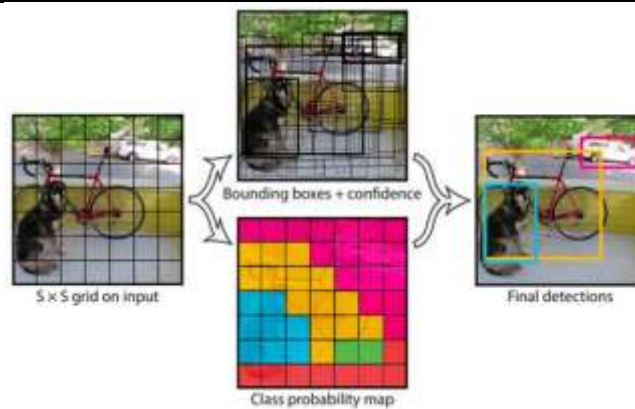 S × S grid on input
Bounding boxes + confidence
Class probability map
Final detections